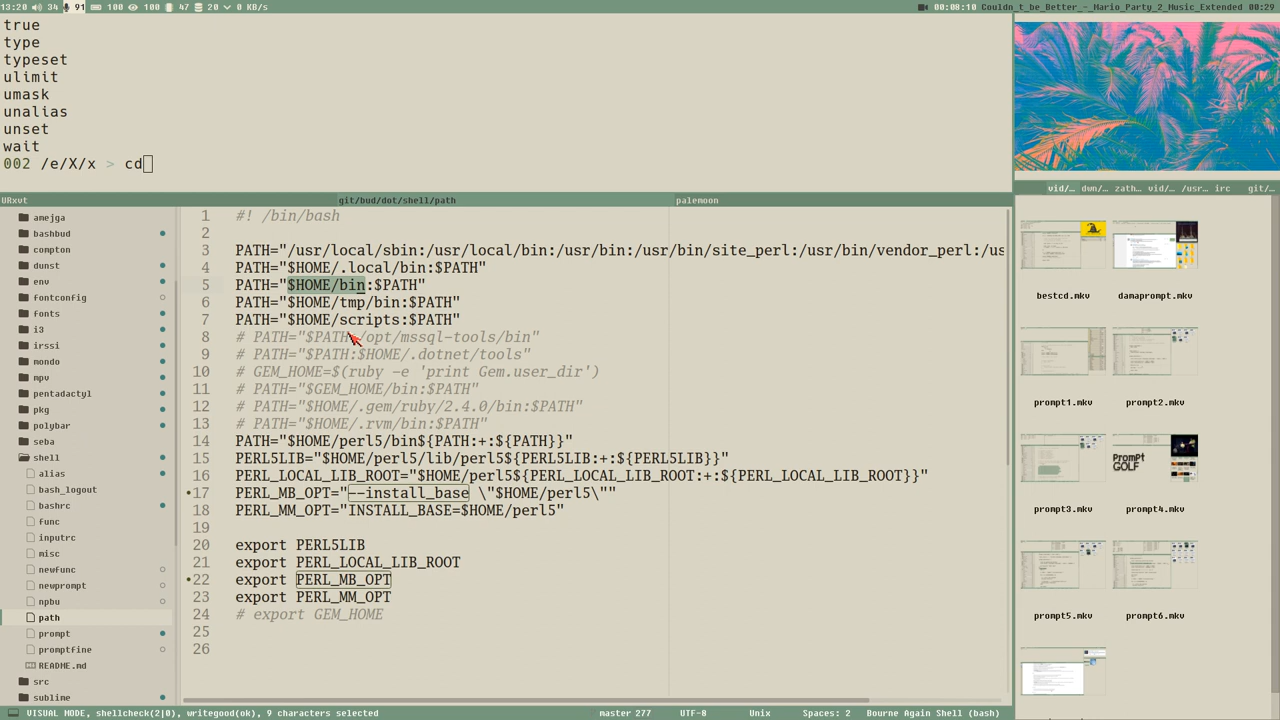 13:20 34 91 100 100 47 20 0 KB/s
00:08:10 Couldn_t_be_Better_-_Mario_Party_2_Music_Extended 00:29
true
type
typeset
ulimit
umask
unalias
unset
wait
002 /e/X/x > cd
vid/… dwn/… zath… vid/… /usr… irc git/…
URxvt git/bud/dot/shell/path palemoon
amejga
bashbud
compton
dunst
env
fontconfig
fonts
i3
irssi
mondo
mpv
pentadactyl
pkg
polybar
seba
shell
alias
bash_logout
bashrc
func
inputrc
misc
newfunc
newprompt
npbu
path
prompt
promptfine
README.md
src
sublime
1 #! /bin/bash
2
3 PATH="/usr/local/sbin:/usr/local/bin:/usr/bin:/usr/bin/site_perl:/usr/bin/vendor_perl:/us
4 PATH="$HOME/.local/bin:$PATH"
5 PATH="$HOME/bin:$PATH"
6 PATH="$HOME/tmp/bin:$PATH"
7 PATH="$HOME/scripts:$PATH"
8 # PATH="$PATH:/opt/mssql-tools/bin"
9 # PATH="$PATH:$HOME/.dotnet/tools"
10 # GEM_HOME=$(ruby -e 'print Gem.user_dir')
11 # PATH="$GEM_HOME/bin:$PATH"
12 # PATH="$HOME/.gem/ruby/2.4.0/bin:$PATH"
13 # PATH="$HOME/.rvm/bin:$PATH"
14 PATH="$HOME/perl5/bin${PATH:+:${PATH}}"
15 PERL5LIB="$HOME/perl5/lib/perl5${PERL5LIB:+:${PERL5LIB}}"
16 PERL_LOCAL_LIB_ROOT="$HOME/perl5${PERL_LOCAL_LIB_ROOT:+:${PERL_LOCAL_LIB_ROOT}}"
17 PERL_MB_OPT="--install_base \"$HOME/perl5\""
18 PERL_MM_OPT="INSTALL_BASE=$HOME/perl5"
19
20 export PERL5LIB
21 export PERL_LOCAL_LIB_ROOT
22 export PERL_MB_OPT
23 export PERL_MM_OPT
24 # export GEM_HOME
25
26
bestcd.mkv damaprompt.mkv
prompt1.mkv prompt2.mkv
PromPt
GOLF
prompt3.mkv prompt4.mkv
prompt5.mkv prompt6.mkv
VISUAL MODE, shellcheck(2|0), writegood(ok), 9 characters selected master 277 UTF-8 Unix Spaces: 2 Bourne Again Shell (bash)